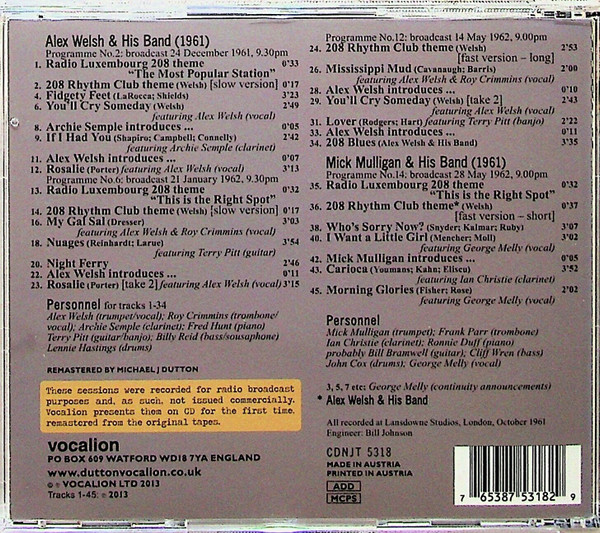 Alex Welsh & His Band (1961)
Programme No.2: broadcast 24 December 1961, 9.30pm
1. Radio Luxembourg 208 theme 0'33
"The Most Popular Station"
2. 208 Rhythm Club theme (Welsh) [slow version] 0'17
4. Fidgety Feet (LaRocca; Shields) 3'23
6. You'll Cry Someday (Welsh) 2'49
featuring Alex Welsh (vocal)
8. Archie Semple introduces ... 0'05
9. If I Had You (Shapiro; Campbell; Connelly) 2'42
featuring Archie Semple (clarinet)
11. Alex Welsh introduces ... 0'07
12. Rosalie (Porter) featuring Alex Welsh (vocal) 3'13
Programme No.6: broadcast 21 January 1962, 9.30pm
13. Radio Luxembourg 208 theme 0'32
"This is the Right Spot"
14. 208 Rhythm Club theme (Welsh) [slow version] 0'17
16. My Gal Sal (Dresser) 3'03
featuring Alex Welsh & Roy Crimmins (vocal)
18. Nuages (Reinhardt; Larue) 3'54
featuring Terry Pitt (guitar)
20. Night Ferry 2'46
22. Alex Welsh introduces ... 0'11
23. Rosalie (Porter) [take 2] featuring Alex Welsh (vocal) 3'15
Personnel for tracks 1-34
Alex Welsh (trumpet/vocal); Roy Crimmins (trombone/
vocal); Archie Semple (clarinet); Fred Hunt (piano)
Terry Pitt (guitar/banjo); Billy Reid (bass/sousaphone)
Lennie Hastings (drums)
REMASTERED BY MICHAEL J DUTTON
These sessions were recorded for radio broadcast
purposes and, as such, not issued commercially.
Vocalion presents them on CD for the first time,
remastered from the original tapes.
vocalion
PO BOX 609 WATFORD WD18 7YA ENGLAND
www.duttonvocalion.co.uk
© ℗ VOCALION LTD 2013
Tracks 1-45: ℗ 2013
Programme No.12: broadcast 14 May 1962, 9.00pm
24. 208 Rhythm Club theme (Welsh) 2'53
[fast version – long]
26. Mississippi Mud (Cavanaugh; Barris) 2'00
featuring Alex Welsh & Roy Crimmins (vocal)
28. Alex Welsh introduces ... 0'10
29. You'll Cry Someday (Welsh) [take 2] 2'43
featuring Alex Welsh (vocal)
31. Lover (Rodgers; Hart) featuring Terry Pitt (banjo) 2'22
33. Alex Welsh introduces ... 0'11
34. 208 Blues (Alex Welsh & His Band) 3'35
Mick Mulligan & His Band (1961)
Programme No.14: broadcast 28 May 1962, 9.00pm
35. Radio Luxembourg 208 theme 0'32
"This is the Right Spot"
36. 208 Rhythm Club theme* (Welsh) 0'37
[fast version – short]
38. Who's Sorry Now? (Snyder; Kalmar; Ruby) 3'07
40. I Want a Little Girl (Mencher; Moll) 2'02
featuring George Melly (vocal)
42. Mick Mulligan introduces ... 0'05
43. Carioca (Youmans; Kahn; Eliscu) 3'52
featuring Ian Christie (clarinet)
45. Morning Glories (Fisher; Rose) 2'02
featuring George Melly (vocal)
Personnel
Mick Mulligan (trumpet); Frank Parr (trombone)
Ian Christie (clarinet); Ronnie Duff (piano)
probably Bill Bramwell (guitar); Cliff Wren (bass)
John Cox (drums); George Melly (vocal)
3, 5, 7 etc: George Melly (continuity announcements)
* Alex Welsh & His Band
All recorded at Lansdowne Studios, London, October 1961
Engineer: Bill Johnson
CDNJT 5318
MADE IN AUSTRIA
PRINTED IN AUSTRIA
ADD
MCPS
7 65387 53182 9